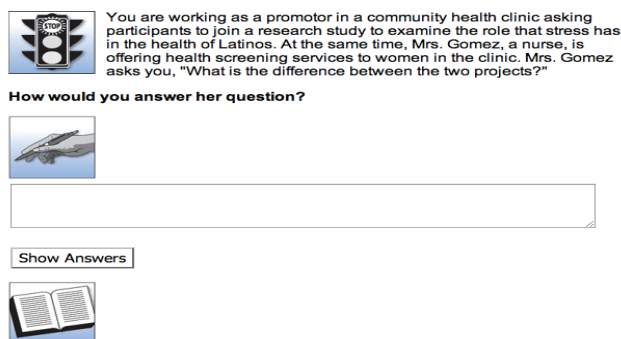 STOP
You are working as a promotor in a community health clinic asking
participants to join a research study to examine the role that stress has
in the health of Latinos. At the same time, Mrs. Gomez, a nurse, is
offering health screening services to women in the clinic. Mrs. Gomez
asks you, "What is the difference between the two projects?"
How would you answer her question?
Show Answers